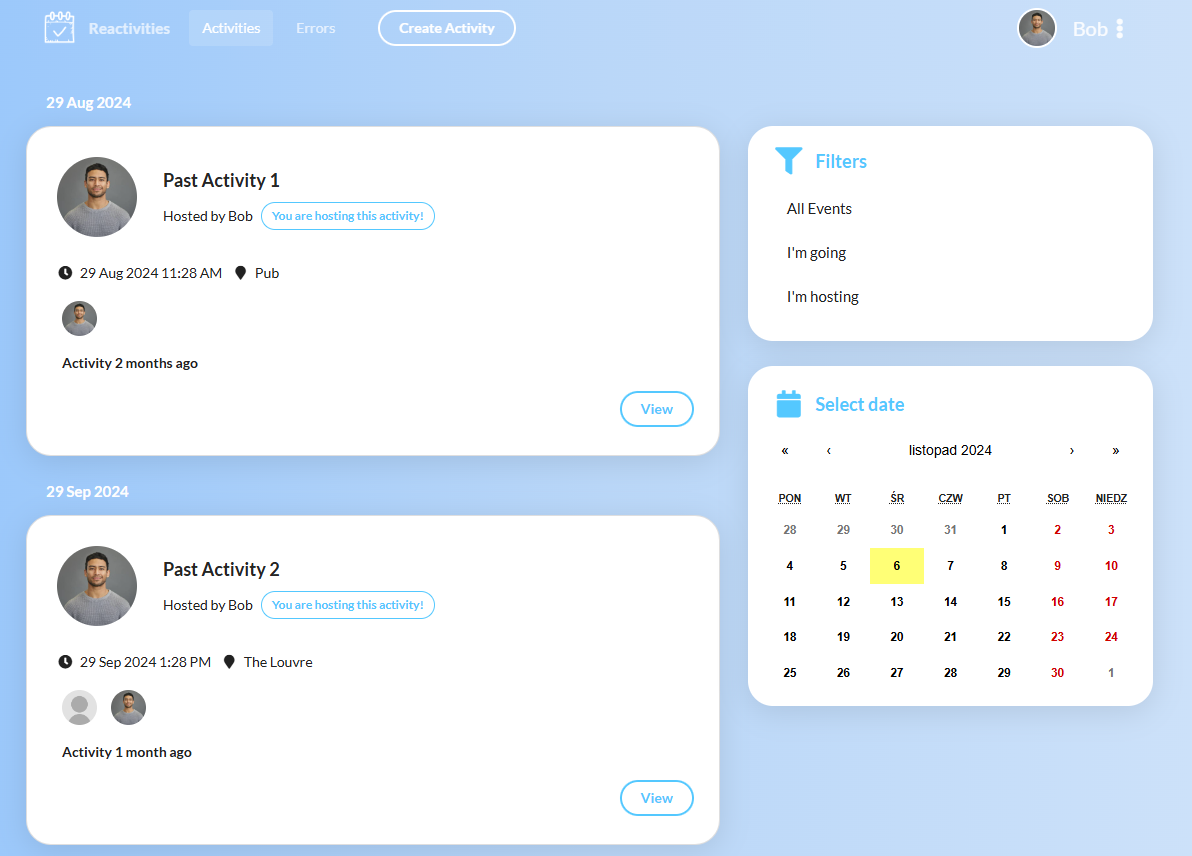 Reactivities Activities Errors Create Activity Bob
29 Aug 2024
Past Activity 1
Hosted by Bob You are hosting this activity!
29 Aug 2024 11:28 AM Pub
Activity 2 months ago
View
29 Sep 2024
Past Activity 2
Hosted by Bob You are hosting this activity!
29 Sep 2024 1:28 PM The Louvre
Activity 1 month ago
View
Filters
All Events
I'm going
I'm hosting
Select date
« ‹ listopad 2024 › »
PON WT ŚR CZW PT SOB NIEDZ
28 29 30 31 1 2 3
4 5 6 7 8 9 10
11 12 13 14 15 16 17
18 19 20 21 22 23 24
25 26 27 28 29 30 1